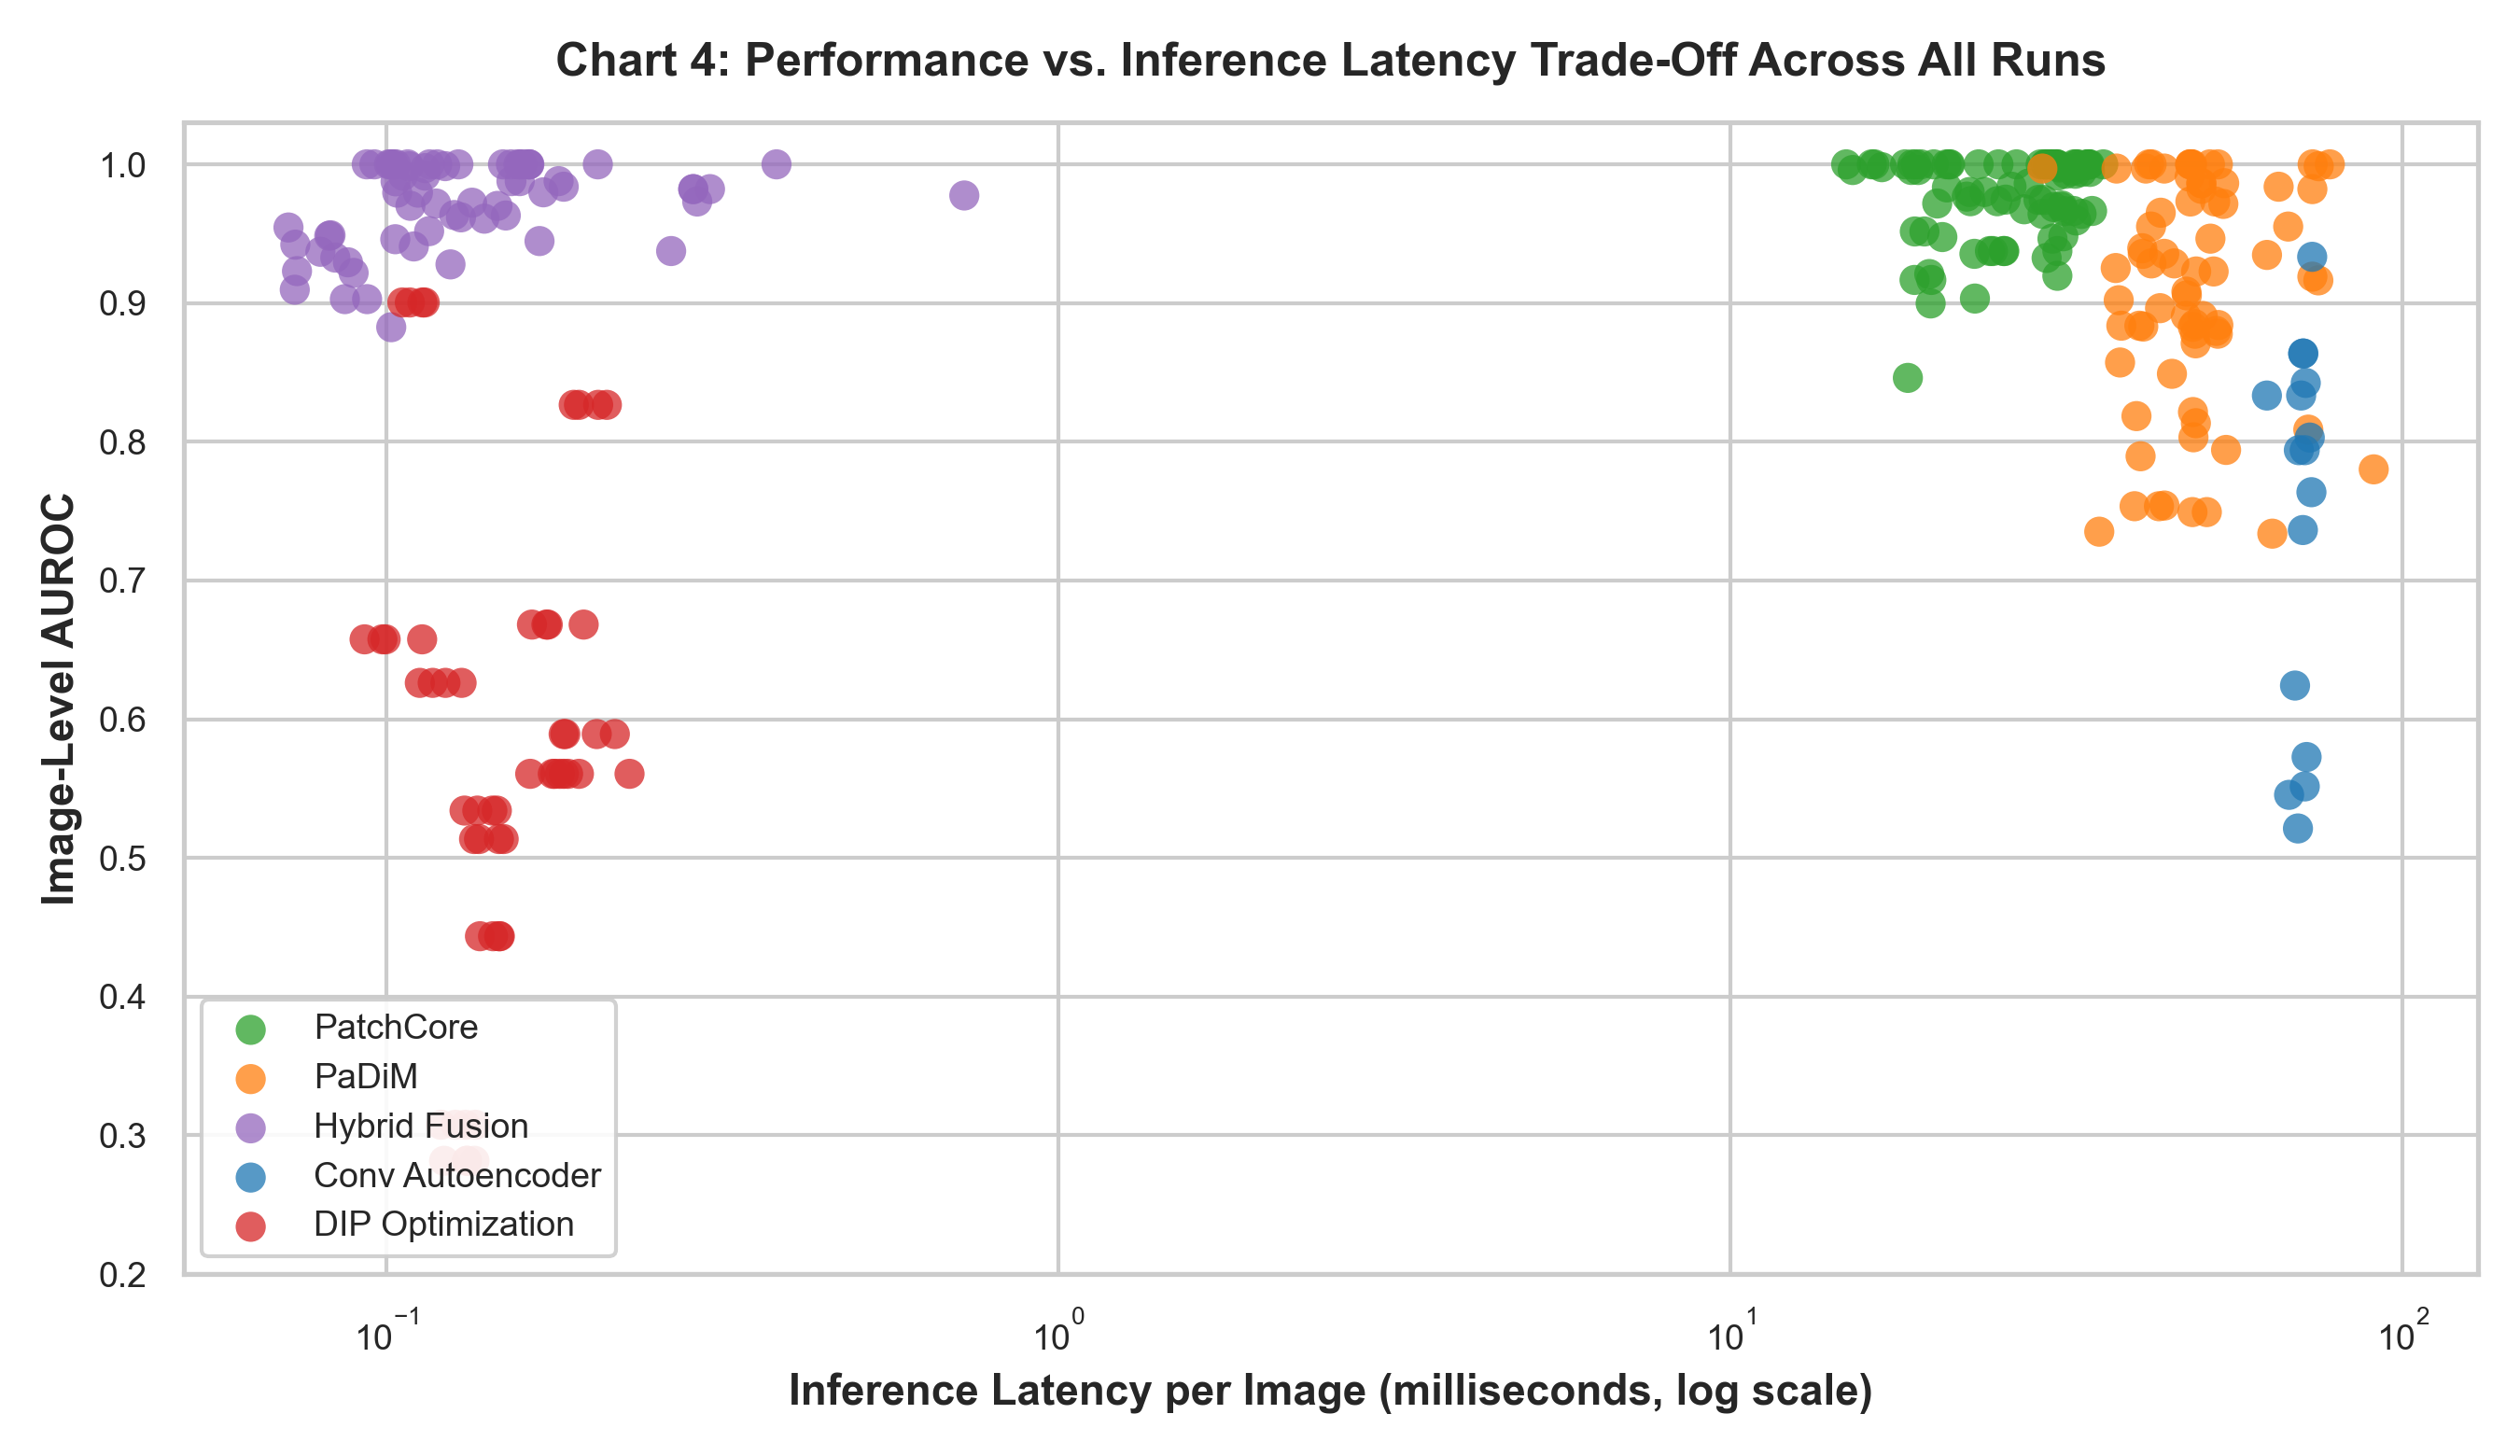 Chart 4: Performance vs. Inference Latency Trade-Off Across All Runs
Image-Level AUROC
1.0
0.9
0.8
0.7
0.6
0.5
0.4
0.3
0.2
PatchCore
PaDiM
Hybrid Fusion
Conv Autoencoder
DIP Optimization
10⁻¹ 10⁰ 10¹ 10²
Inference Latency per Image (milliseconds, log scale)